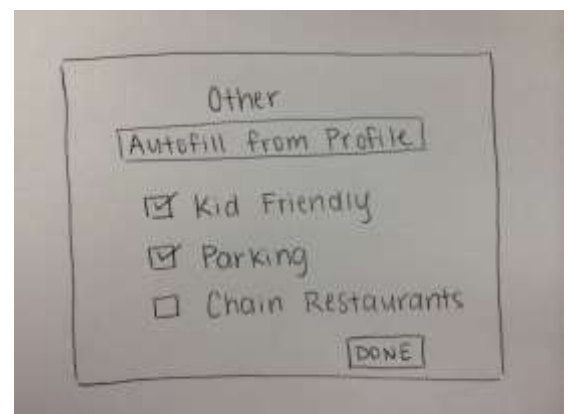 Other
Autofill from Profile
Kid Friendly
Parking
Chain Restaurants
DONE